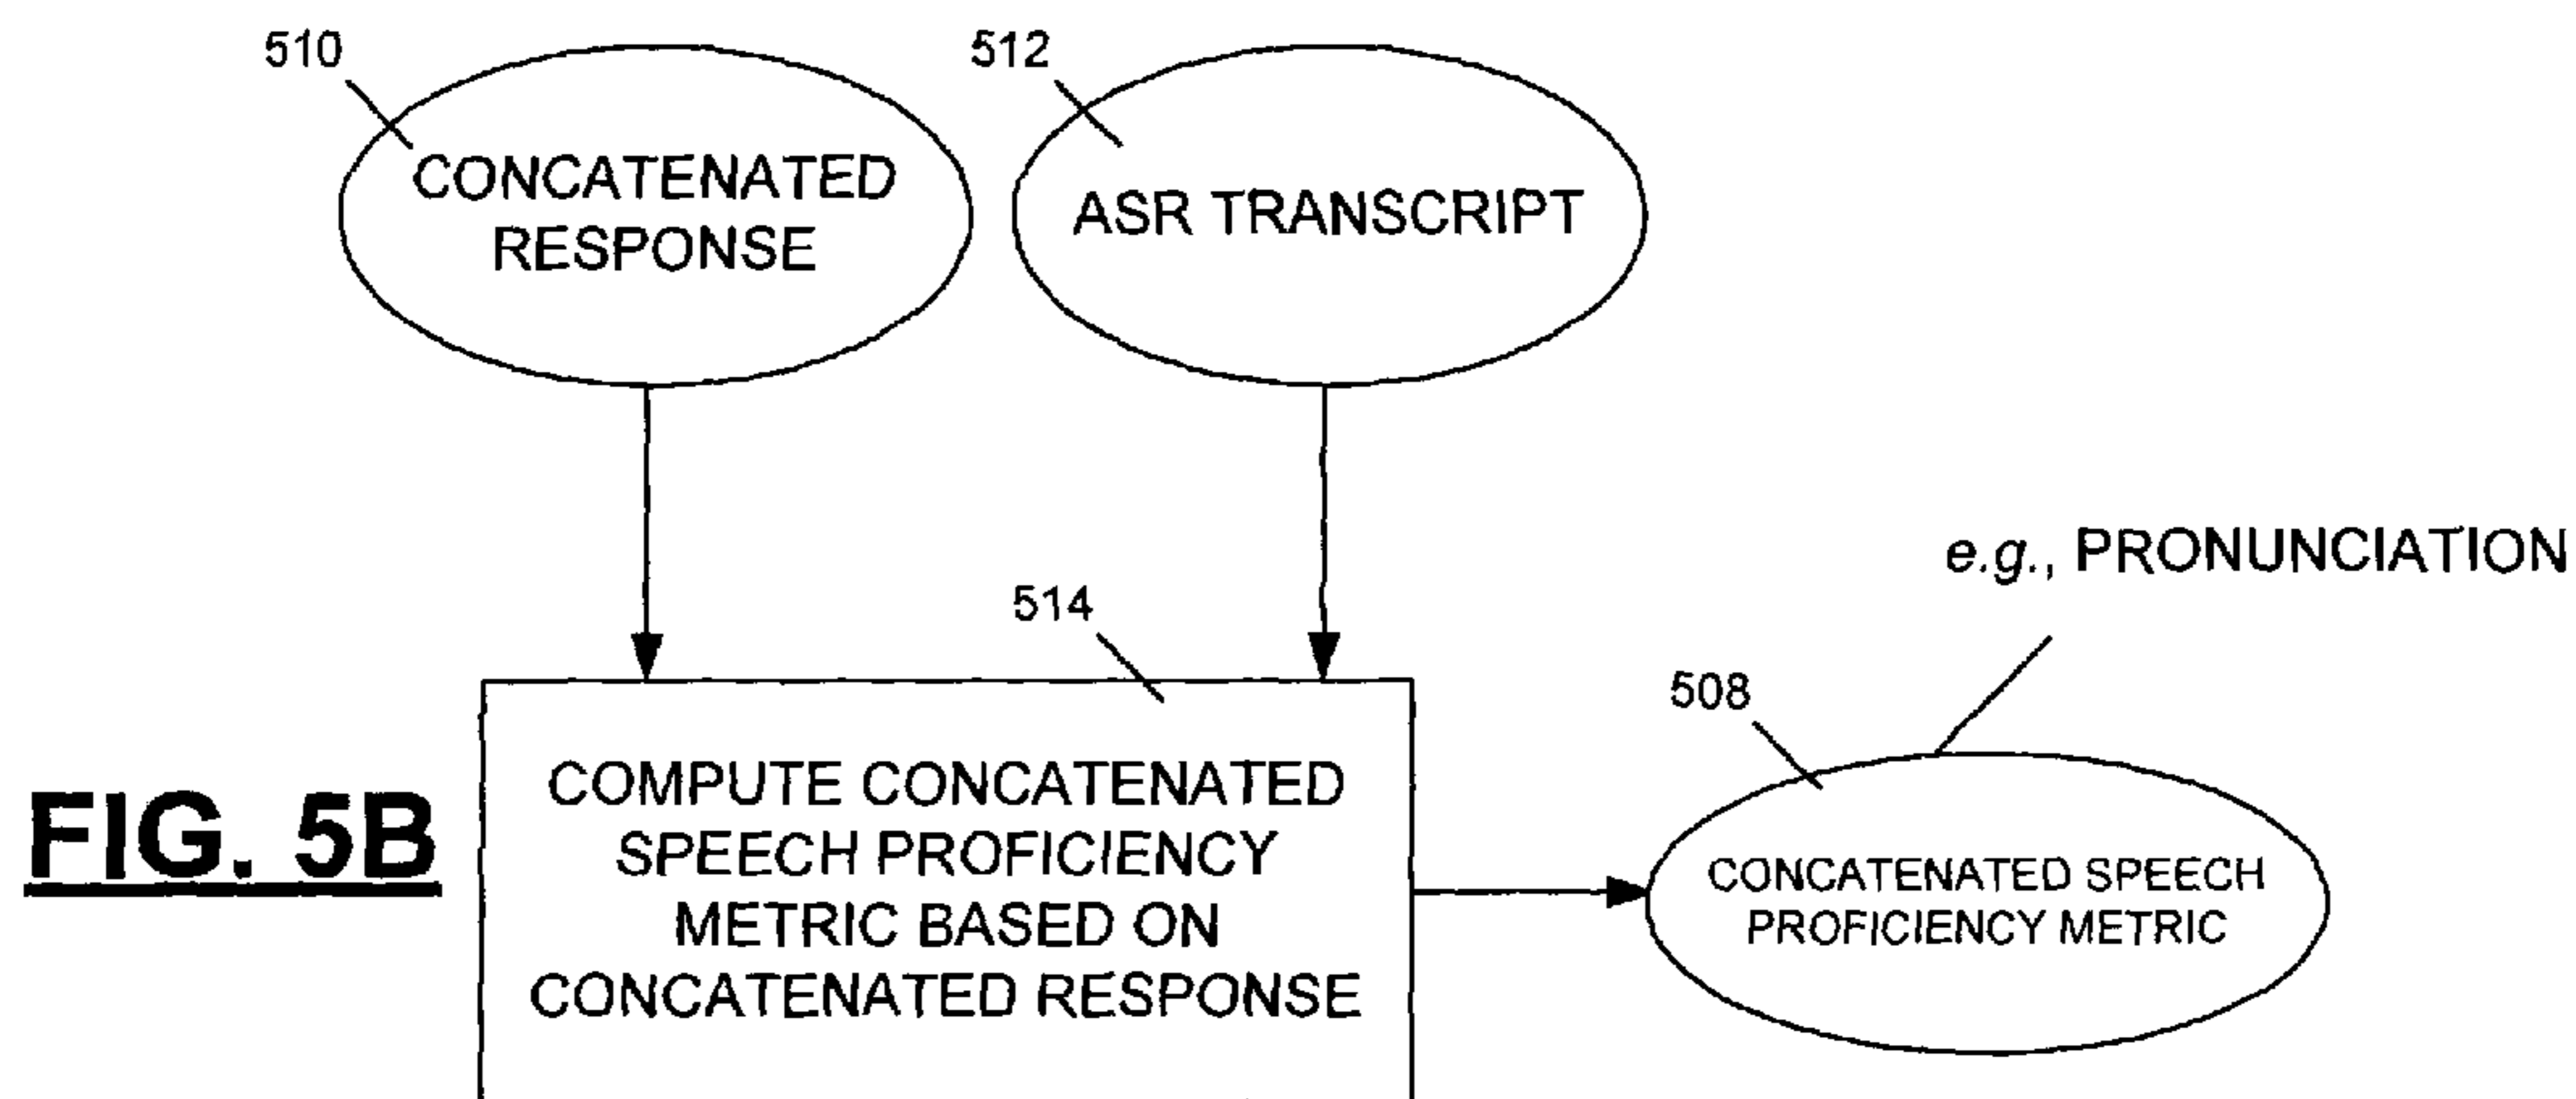 510
512
CONCATENATED
RESPONSE
ASR TRANSCRIPT
e.g., PRONUNCIATION
514
508
FIG. 5B
COMPUTE CONCATENATED
SPEECH PROFICIENCY
METRIC BASED ON
CONCATENATED RESPONSE
CONCATENATED SPEECH
PROFICIENCY METRIC